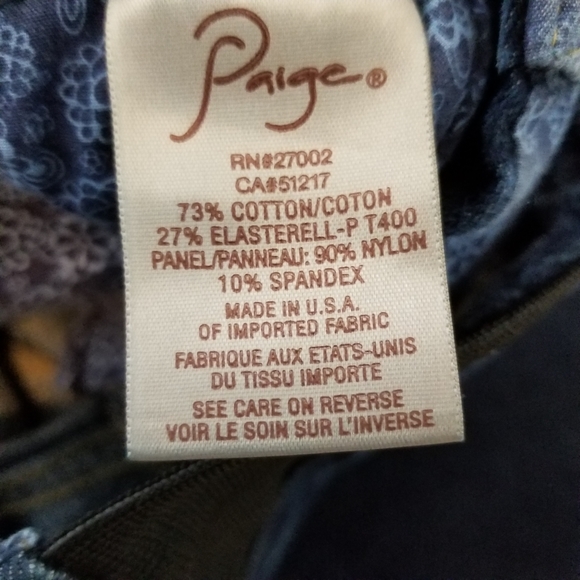 Paige®
RN#27002
CA#51217
73% COTTON/COTON
27% ELASTERELL-P T400
PANEL/PANNEAU: 90% NYLON
10% SPANDEX
MADE IN U.S.A.
OF IMPORTED FABRIC
FABRIQUE AUX ETATS-UNIS
DU TISSU IMPORTE
SEE CARE ON REVERSE
VOIR LE SOIN SUR L'INVERSE